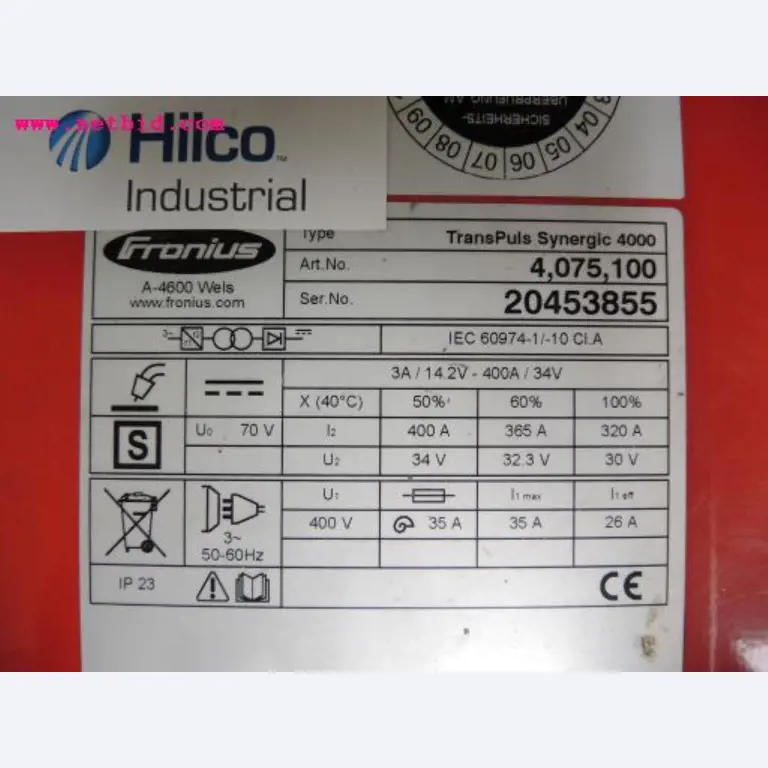 www.netbid.com
Hilco™
Industrial
SICHERHEITS-
ÜBERPRÜFUNG AM
04 05 06 07 08 09
Fronius
A-4600 Wels
www.fronius.com
Type TransPuls Synergic 4000
Art.No. 4,075,100
Ser.No. 20453855
3~ IEC 60974-1/-10 Cl.A
3A / 14.2V - 400A / 34V
X (40°C) 50% 60% 100%
S U0 70 V I2 400 A 365 A 320 A
U2 34 V 32.3 V 30 V
U1 I1 max I1 eff
3~ 400 V 35 A 35 A 26 A
50-60Hz
IP 23 CE